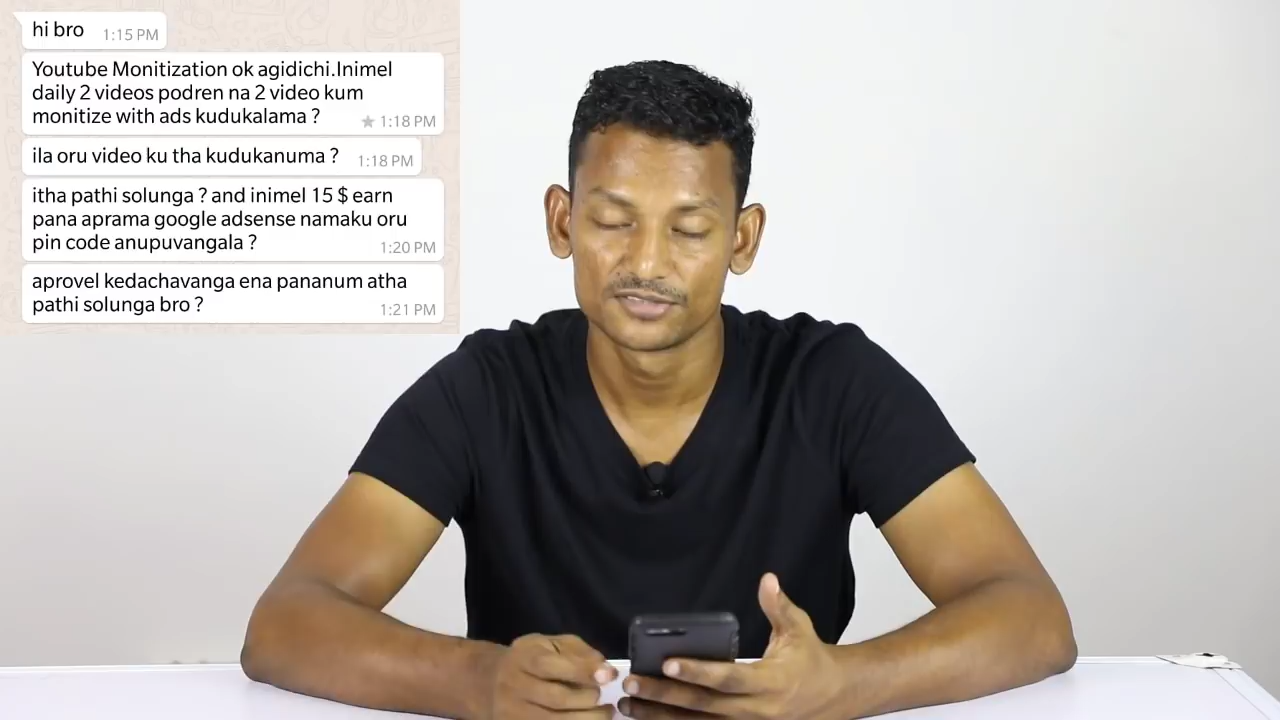 hi bro 1:15 PM
Youtube Monitization ok agidichi.Inimel
daily 2 videos podren na 2 video kum
monitize with ads kudukalama ? ★ 1:18 PM
ila oru video ku tha kudukanuma ? 1:18 PM
itha pathi solunga ? and inimel 15 $ earn
pana aprama google adsense namaku oru
pin code anupuvangala ? 1:20 PM
aprovel kedachavanga ena pananum atha
pathi solunga bro ? 1:21 PM